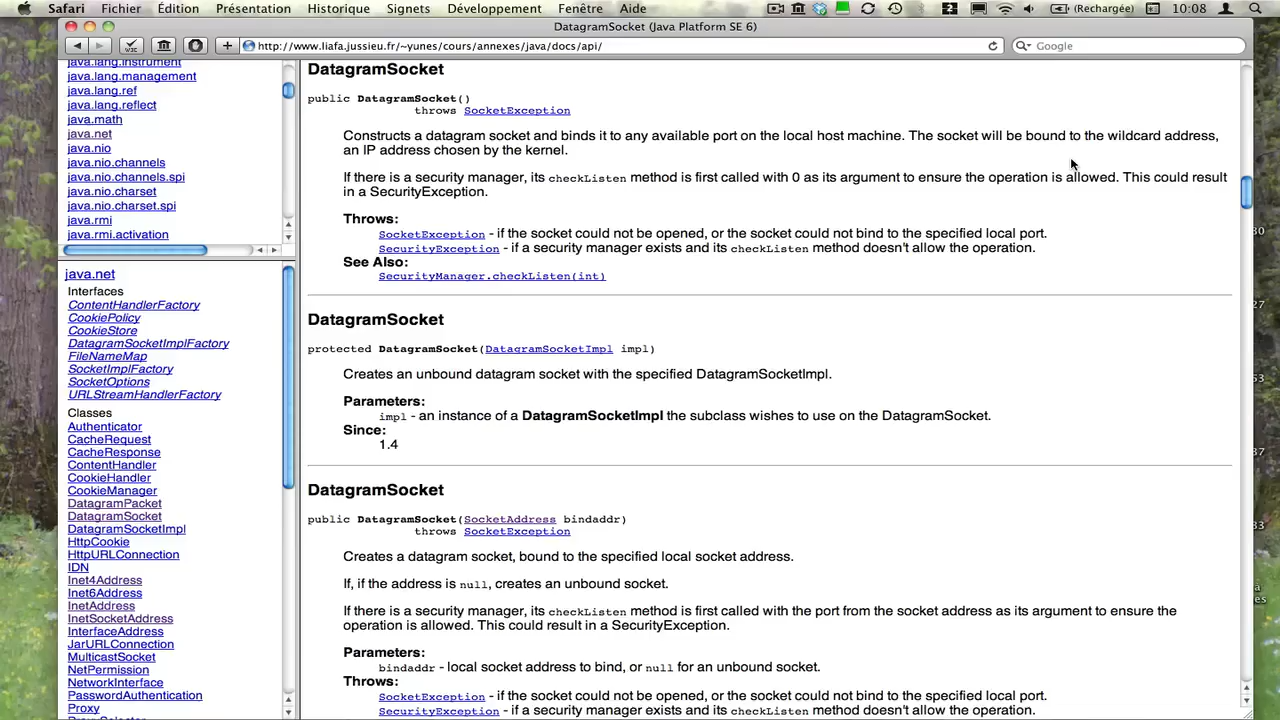 Safari Fichier Édition Présentation Historique Signets Développement Fenêtre Aide (Rechargée) 10:08
DatagramSocket (Java Platform SE 6)
http://www.liafa.jussieu.fr/~yunes/cours/annexes/java/docs/api/
Google
java.lang.instrument
java.lang.management
java.lang.ref
java.lang.reflect
java.math
java.net
java.nio
java.nio.channels
java.nio.channels.spi
java.nio.charset
java.nio.charset.spi
java.rmi
java.rmi.activation
java.net
Interfaces
ContentHandlerFactory
CookiePolicy
CookieStore
DatagramSocketImplFactory
FileNameMap
SocketImplFactory
SocketOptions
URLStreamHandlerFactory
Classes
Authenticator
CacheRequest
CacheResponse
ContentHandler
CookieHandler
CookieManager
DatagramPacket
DatagramSocket
DatagramSocketImpl
HttpCookie
HttpURLConnection
IDN
Inet4Address
Inet6Address
InetAddress
InetSocketAddress
InterfaceAddress
JarURLConnection
MulticastSocket
NetPermission
NetworkInterface
PasswordAuthentication
Proxy
DatagramSocket
public DatagramSocket()
throws SocketException
Constructs a datagram socket and binds it to any available port on the local host machine. The socket will be bound to the wildcard address,
an IP address chosen by the kernel.
If there is a security manager, its checkListen method is first called with 0 as its argument to ensure the operation is allowed. This could result
in a SecurityException.
Throws:
SocketException - if the socket could not be opened, or the socket could not bind to the specified local port.
SecurityException - if a security manager exists and its checkListen method doesn't allow the operation.
See Also:
SecurityManager.checkListen(int)
DatagramSocket
protected DatagramSocket(DatagramSocketImpl impl)
Creates an unbound datagram socket with the specified DatagramSocketImpl.
Parameters:
impl - an instance of a DatagramSocketImpl the subclass wishes to use on the DatagramSocket.
Since:
1.4
DatagramSocket
public DatagramSocket(SocketAddress bindaddr)
throws SocketException
Creates a datagram socket, bound to the specified local socket address.
If, if the address is null, creates an unbound socket.
If there is a security manager, its checkListen method is first called with the port from the socket address as its argument to ensure the
operation is allowed. This could result in a SecurityException.
Parameters:
bindaddr - local socket address to bind, or null for an unbound socket.
Throws:
SocketException - if the socket could not be opened, or the socket could not bind to the specified local port.
SecurityException - if a security manager exists and its checkListen method doesn't allow the operation.